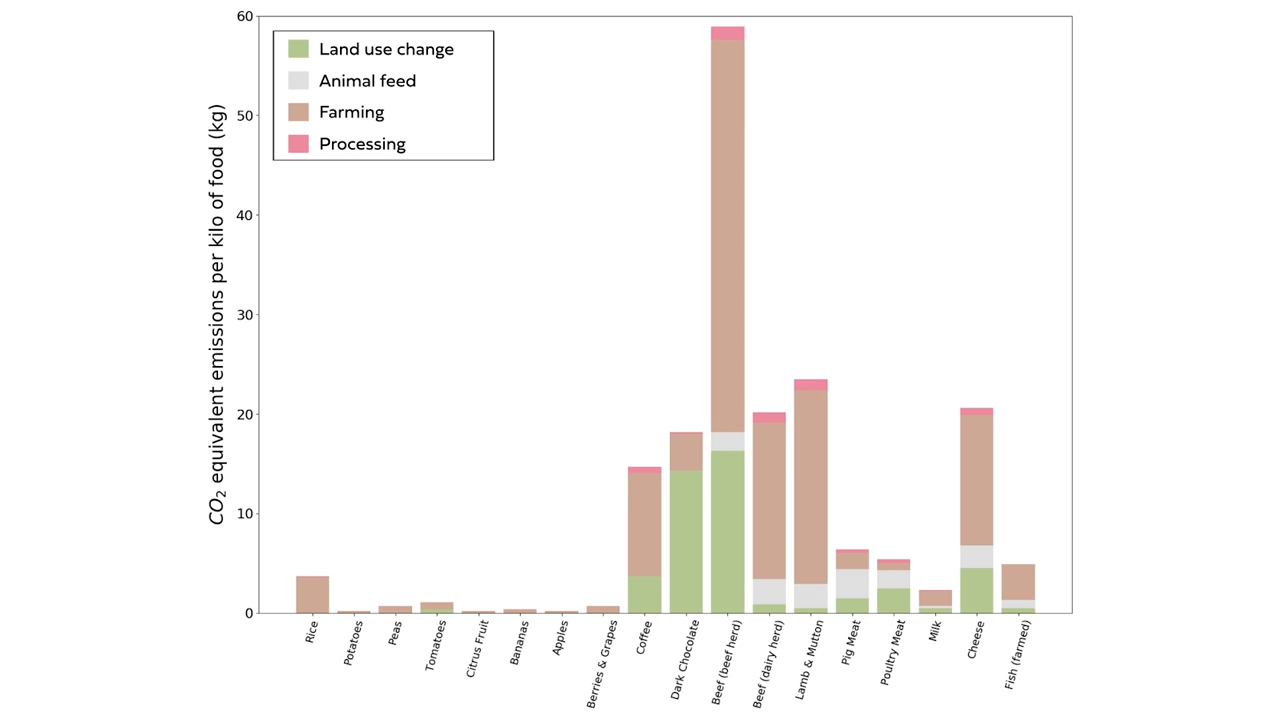 60
50
40
30
20
10
0
CO₂ equivalent emissions per kilo of food (kg)
Land use change
Animal feed
Farming
Processing
Rice
Potatoes
Peas
Tomatoes
Citrus Fruit
Bananas
Apples
Berries & Grapes
Coffee
Dark Chocolate
Beef (beef herd)
Beef (dairy herd)
Lamb & Mutton
Pig Meat
Poultry Meat
Milk
Cheese
Fish (farmed)